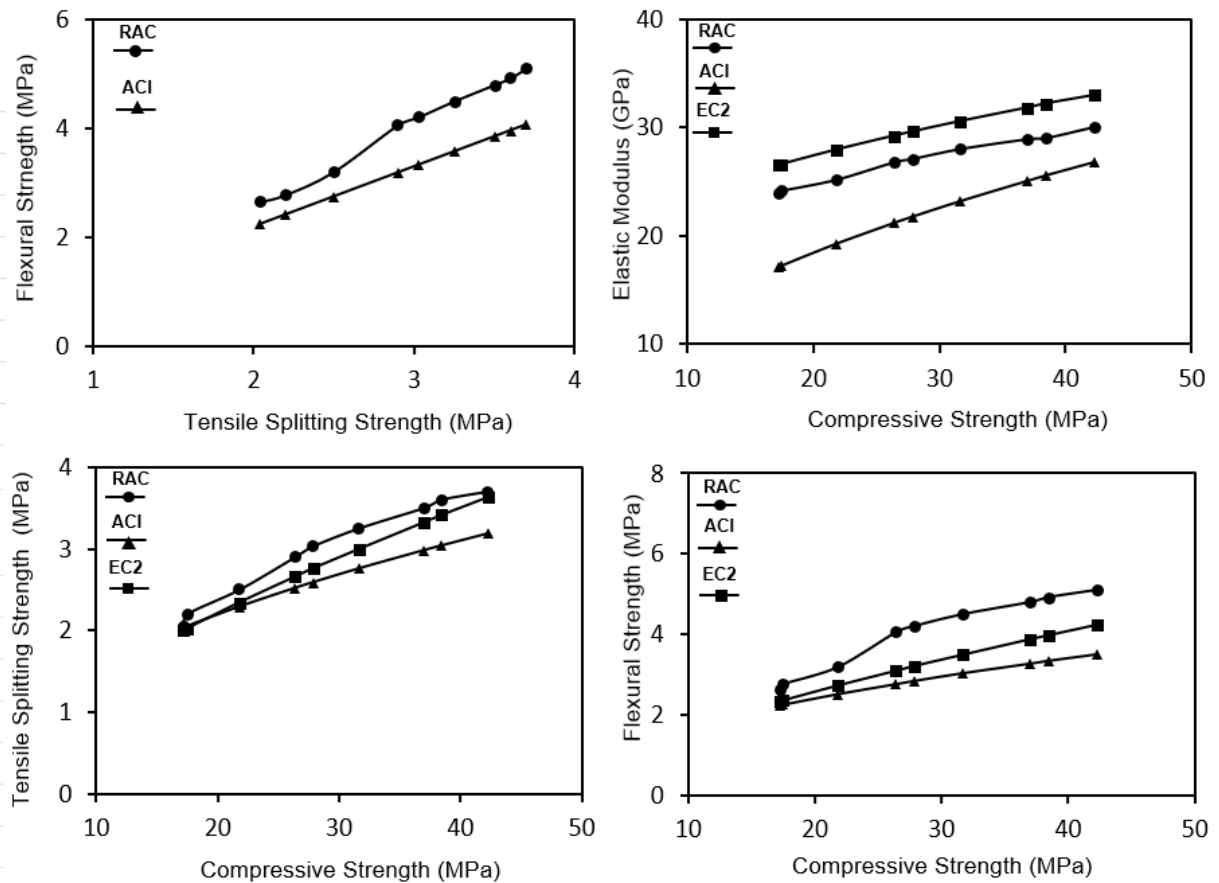 6
4
2
0
RAC
ACI
1
2
3
4
Flexural Strnegth (MPa)
Tensile Splitting Strength (MPa)
40
30
20
10
RAC
ACI
EC2
10
20
30
40
50
Elastic Modulus (GPa)
Compressive Strength (MPa)
4
3
2
1
0
RAC
ACI
EC2
10
20
30
40
50
Tensile Spliting Strength (MPa)
Compressive Strength (MPa)
8
6
4
2
0
RAC
ACI
EC2
10
20
30
40
50
Flexural Strength (MPa)
Compressive Strength (MPa)